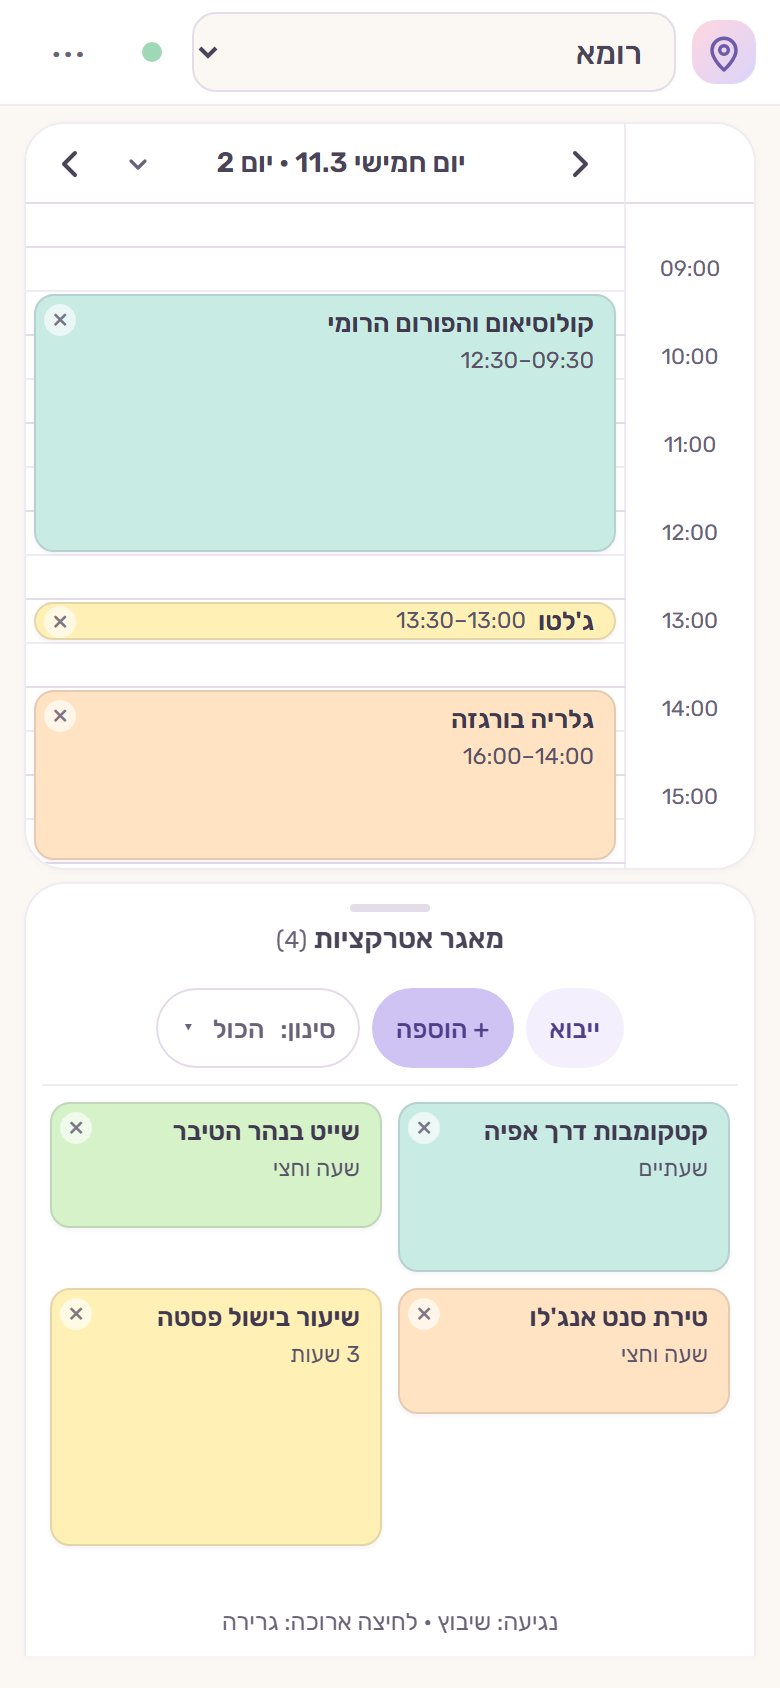 רומא
...
יום חמישי 11.3 • יום 2
09:00
קולוסיאום והפורום הרומי
09:30–12:30
10:00
11:00
12:00
ג'לטו 13:00–13:30
13:00
גלריה בורגזה
14:00–16:00
14:00
15:00
מאגר אטרקציות (4)
ייבוא
+ הוספה
סינון: הכול
קטקומבות דרך אפיה
שעתיים
שייט בנהר הטיבר
שעה וחצי
טירת סנט אנג'לו
שעה וחצי
שיעור בישול פסטה
3 שעות
נגיעה: שיבוץ • לחיצה ארוכה: גרירה